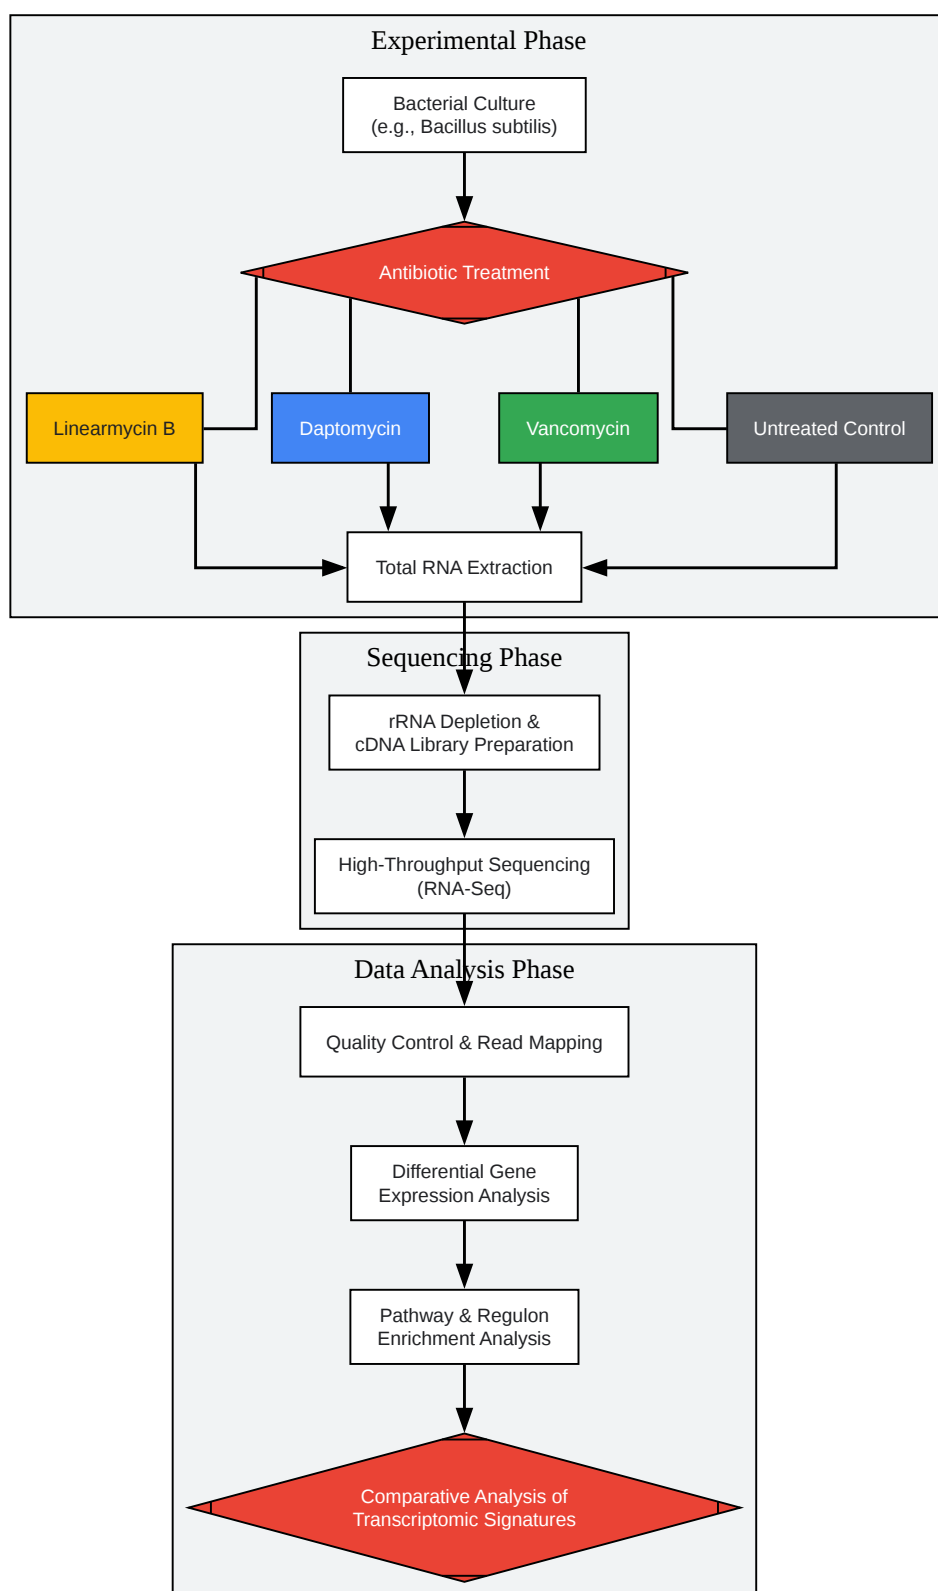 Experimental Phase
Bacterial Culture
(e.g., Bacillus subtilis)
Antibiotic Treatment
Linearmycin B
Daptomycin
Vancomycin
Untreated Control
Total RNA Extraction
Sequencing Phase
rRNA Depletion &
cDNA Library Preparation
High-Throughput Sequencing
(RNA-Seq)
Data Analysis Phase
Quality Control & Read Mapping
Differential Gene
Expression Analysis
Pathway & Regulon
Enrichment Analysis
Comparative Analysis of
Transcriptomic Signatures